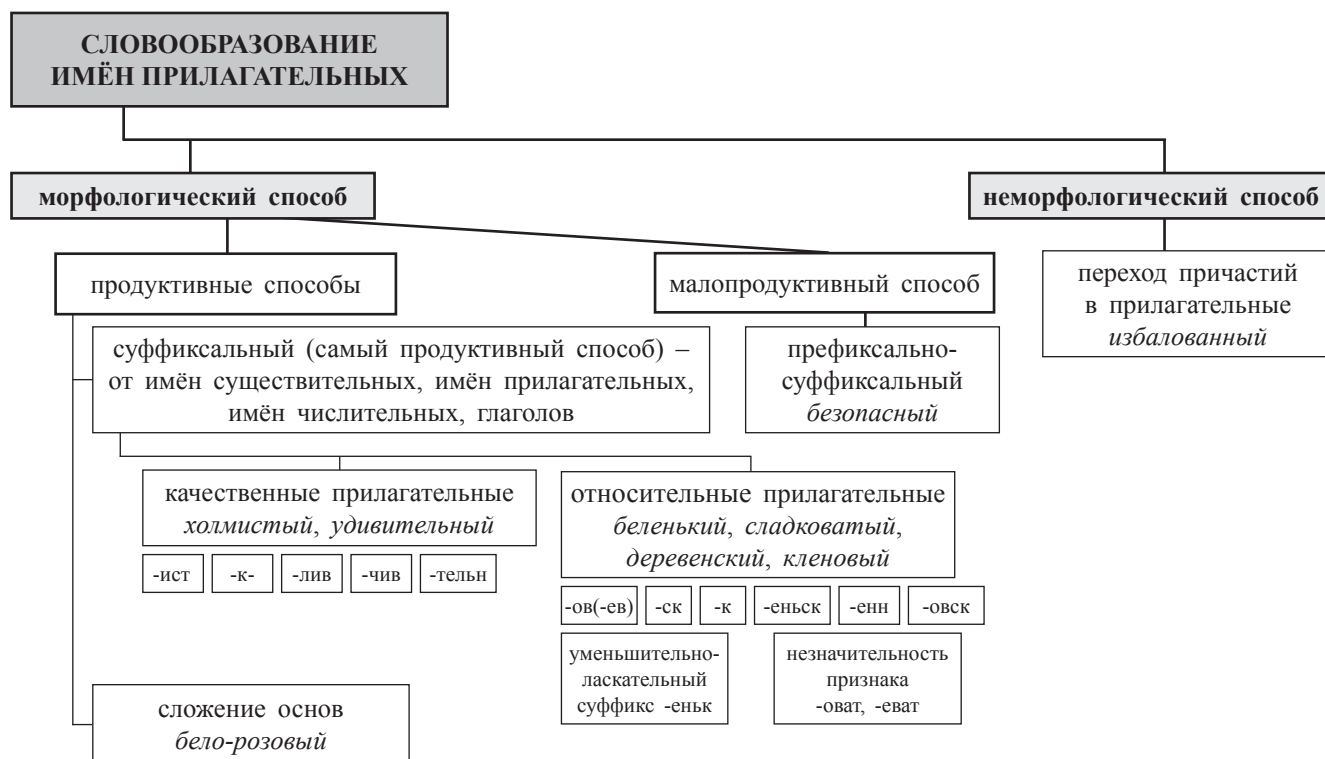 СЛОВООБРАЗОВАНИЕ
ИМЁН ПРИЛАГАТЕЛЬНЫХ
морфологический способ
неморфологический способ
продуктивные способы
малопродуктивный способ
переход причастий
в прилагательные
избалованный
суффиксальный (самый продуктивный способ) –
от имён существительных, имён прилагательных,
имён числительных, глаголов
префиксально-
суффиксальный
безопасный
качественные прилагательные
холмистый, удивительный
относительные прилагательные
беленький, сладковатый,
деревенский, кленовый
-ист
-к-
-лив
-чив
-тельн
-ов(-ев)
-ск
-к
-еньск
-енн
-овск
уменьшительно-
ласкательный
суффикс -еньк
незначительность
признака
-оват, -еват
сложение основ
бело-розовый